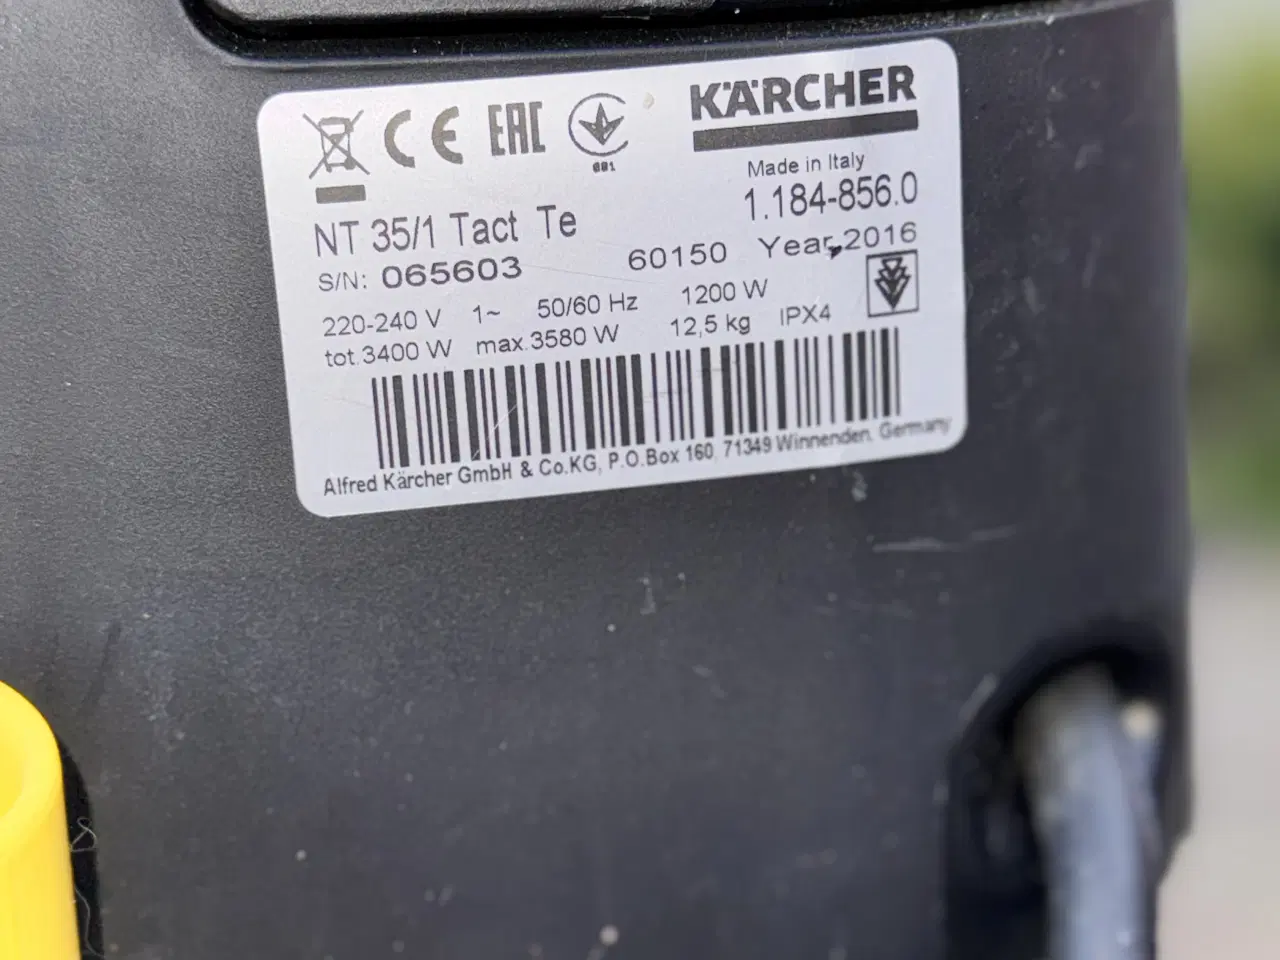 CE EAC
001
KÄRCHER
Made in Italy
NT 35/1 Tact Te 1.184-856.0
S/N: 065603 60150 Year 2016
220-240 V 1~ 50/60 Hz 1200 W
tot.3400 W max.3580 W 12,5 kg IPX4
Alfred Kärcher GmbH & Co.KG, P.O.Box 160, 71349 Winnenden, Germany